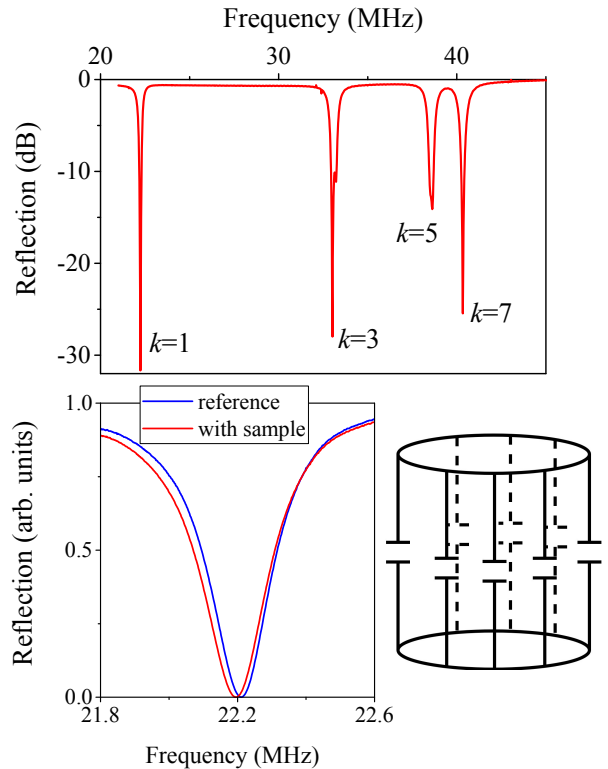 Frequency (MHz)
20 30 40
0
-10
-20
-30
Reflection (dB)
k=1
k=3
k=5
k=7
reference
with sample
1.0
0.5
0.0
Reflection (arb. units)
21.8 22.2 22.6
Frequency (MHz)